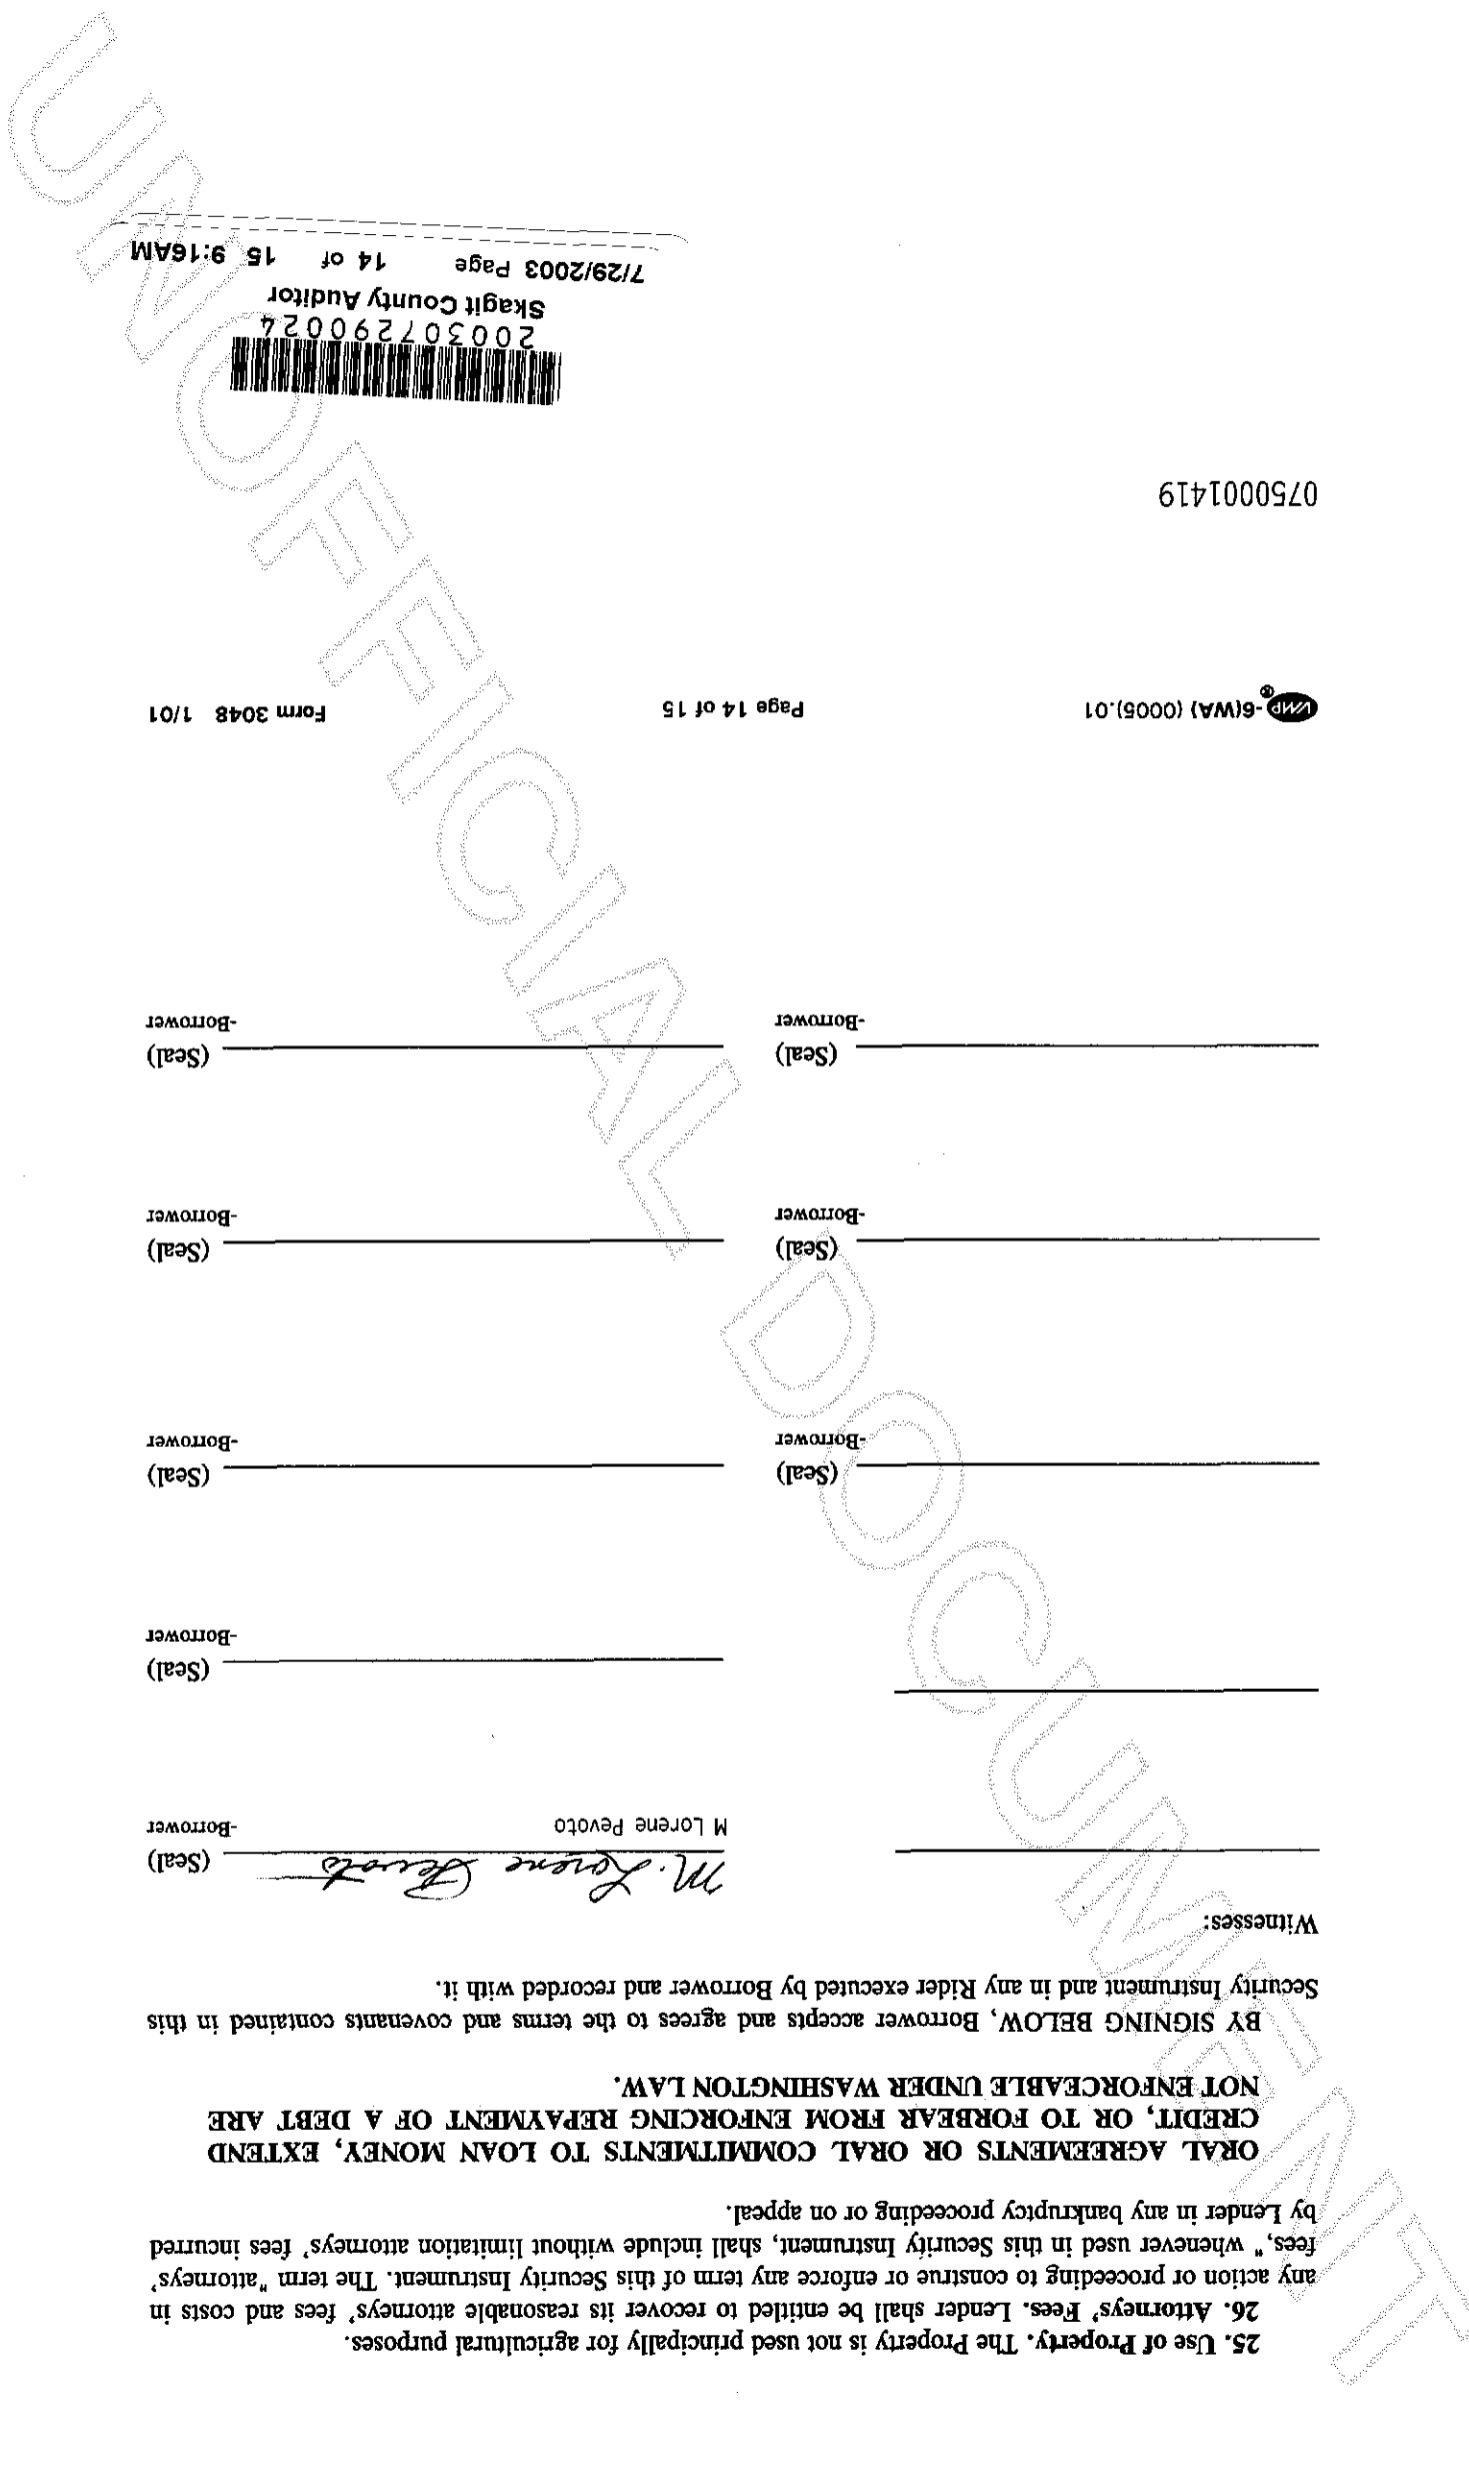 25. Use of Property. The Property is not used principally for agricultural purposes.
26. Attorneys' Fees. Lender shall be entitled to recover its reasonable attorneys' fees and costs in
any action or proceeding to construe or enforce any term of this Security Instrument. The term "attorneys'
fees," whenever used in this Security Instrument, shall include without limitation attorneys' fees incurred
by Lender in any bankruptcy proceeding or on appeal.
ORAL AGREEMENTS OR ORAL COMMITMENTS TO LOAN MONEY, EXTEND
CREDIT, OR TO FORBEAR FROM ENFORCING REPAYMENT OF A DEBT ARE
NOT ENFORCEABLE UNDER WASHINGTON LAW.
BY SIGNING BELOW, Borrower accepts and agrees to the terms and covenants contained in this
Security Instrument and in any Rider executed by Borrower and recorded with it.
Witnesses:
M. Lorene Pevoto (Seal)
M Lorene Pevoto -Borrower
(Seal)
-Borrower
(Seal) (Seal)
-Borrower -Borrower
(Seal) (Seal)
-Borrower -Borrower
(Seal) (Seal)
-Borrower -Borrower
VMP®-6(WA) (0005).01 Page 14 of 15 Form 3048 1/01
0750001419
200307290024
Skagit County Auditor
7/29/2003 Page 14 of 15 9:16AM
UNOFFICIAL DOCUMENT